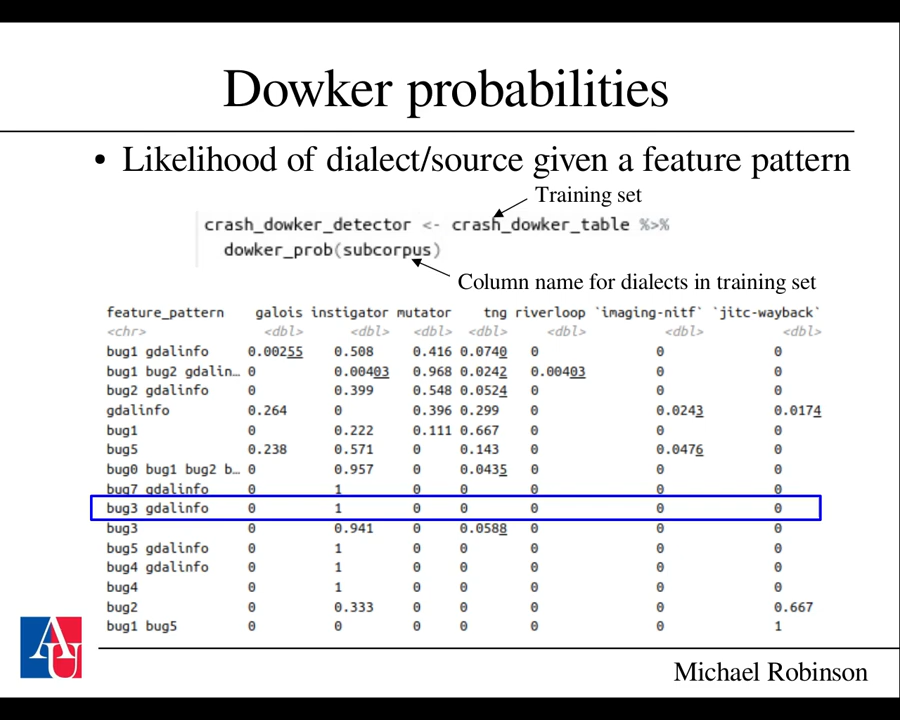 Dowker probabilities
• Likelihood of dialect/source given a feature pattern
Training set
crash_dowker_detector <- crash_dowker_table %>%
dowker_prob(subcorpus)
Column name for dialects in training set
feature_pattern galois instigator mutator tng riverloop `imaging-nitf` `jitc-wayback`
<chr> <dbl> <dbl> <dbl> <dbl> <dbl> <dbl> <dbl>
bug1 gdalinfo 0.00255 0.508 0.416 0.0740 0 0 0
bug1 bug2 gdalin… 0 0.00403 0.968 0.0242 0.00403 0 0
bug2 gdalinfo 0 0.399 0.548 0.0524 0 0 0
gdalinfo 0.264 0 0.396 0.299 0 0.0243 0.0174
bug1 0 0.222 0.111 0.667 0 0 0
bug5 0.238 0.571 0 0.143 0 0.0476 0
bug0 bug1 bug2 b… 0 0.957 0 0.0435 0 0 0
bug7 gdalinfo 0 1 0 0 0 0 0
bug3 gdalinfo 0 1 0 0 0 0 0
bug3 0 0.941 0 0.0588 0 0 0
bug5 gdalinfo 0 1 0 0 0 0 0
bug4 gdalinfo 0 1 0 0 0 0 0
bug4 0 1 0 0 0 0 0
bug2 0 0.333 0 0 0 0 0.667
bug1 bug5 0 0 0 0 0 0 1
AU
Michael Robinson